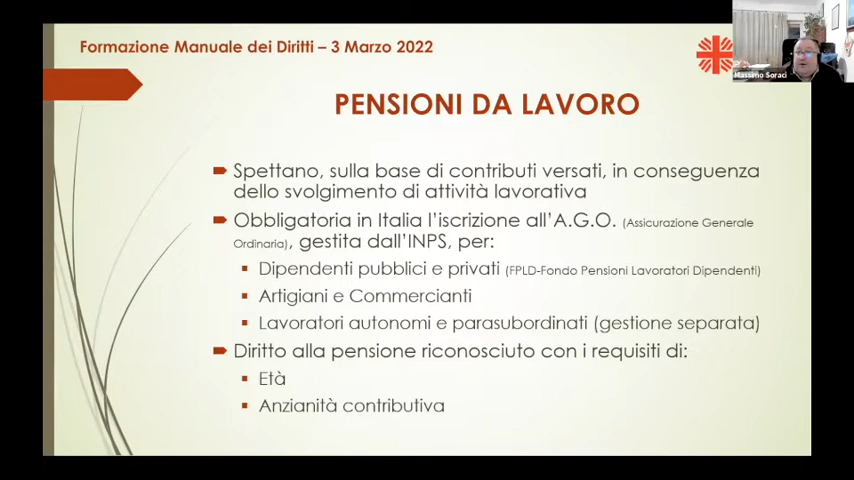 Formazione Manuale dei Diritti – 3 Marzo 2022
Massimo Soraci
PENSIONI DA LAVORO
Spettano, sulla base di contributi versati, in conseguenza
dello svolgimento di attività lavorativa
Obbligatoria in Italia l'iscrizione all'A.G.O. (Assicurazione Generale
Ordinaria), gestita dall'INPS, per:
Dipendenti pubblici e privati (FPLD-Fondo Pensioni Lavoratori Dipendenti)
Artigiani e Commercianti
Lavoratori autonomi e parasubordinati (gestione separata)
Diritto alla pensione riconosciuto con i requisiti di:
Età
Anzianità contributiva